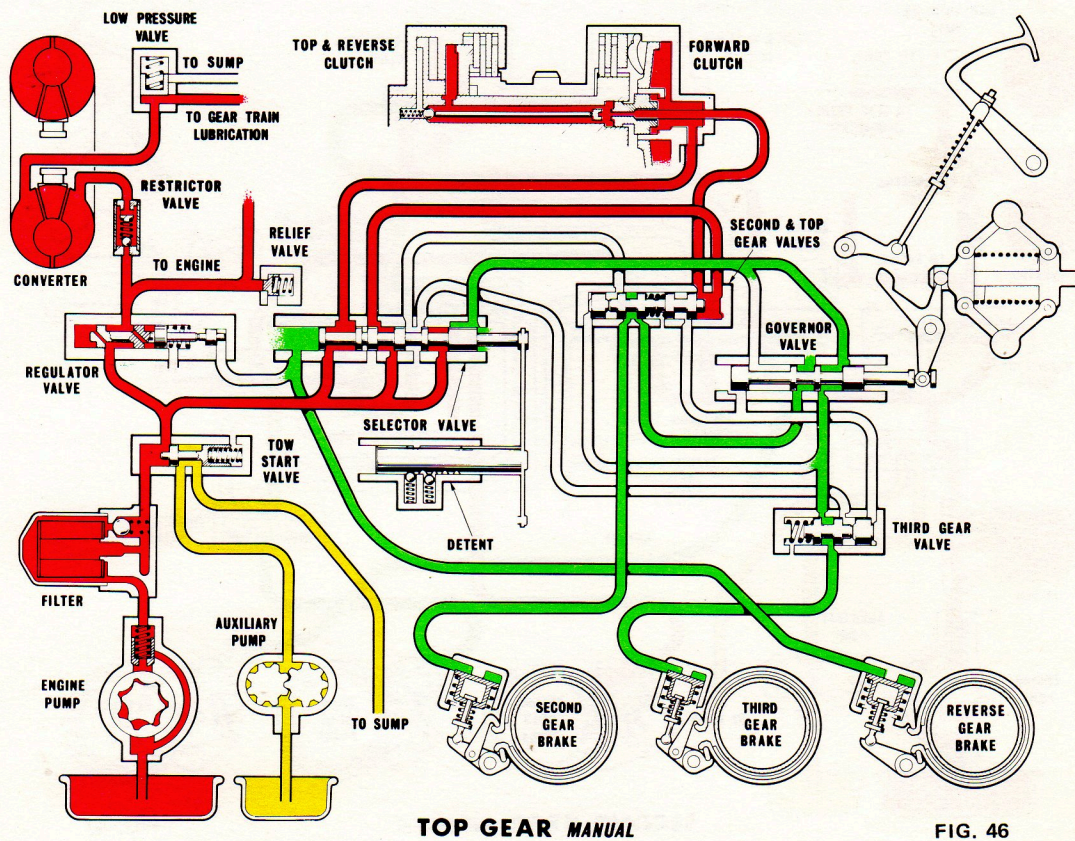 LOW PRESSURE
VALVE
TO SUMP
TO GEAR TRAIN
LUBRICATION
TOP & REVERSE
CLUTCH
FORWARD
CLUTCH
RESTRICTOR
VALVE
CONVERTER
TO ENGINE
RELIEF
VALVE
SECOND & TOP
GEAR VALVES
GOVERNOR
VALVE
REGULATOR
VALVE
SELECTOR VALVE
TOW
START
VALVE
DETENT
THIRD GEAR
VALVE
FILTER
AUXILIARY
PUMP
ENGINE
PUMP
TO SUMP
SECOND
GEAR
BRAKE
THIRD
GEAR
BRAKE
REVERSE
GEAR
BRAKE
TOP GEAR MANUAL
FIG. 46